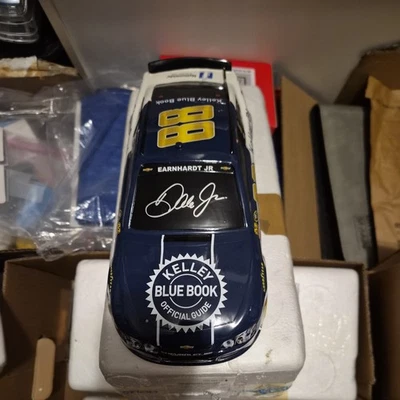 Kelley Blue Book
88
EARNHARDT JR
Dale Jr.
KELLEY
BLUE BOOK
OFFICIAL GUIDE